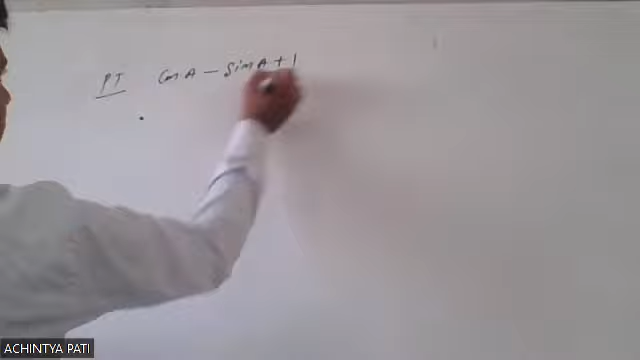 PT cos A - sin A + 1
ACHINTYA PATI